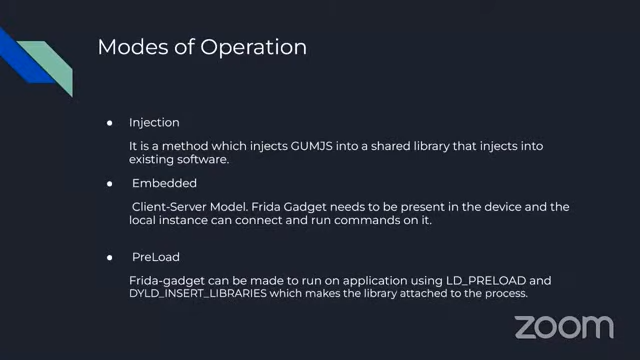 Modes of Operation
● Injection
It is a method which injects GUMJS into a shared library that injects into
existing software.
● Embedded
Client-Server Model. Frida Gadget needs to be present in the device and the
local instance can connect and run commands on it.
● PreLoad
Frida-gadget can be made to run on application using LD_PRELOAD and
DYLD_INSERT_LIBRARIES which makes the library attached to the process.
zoom